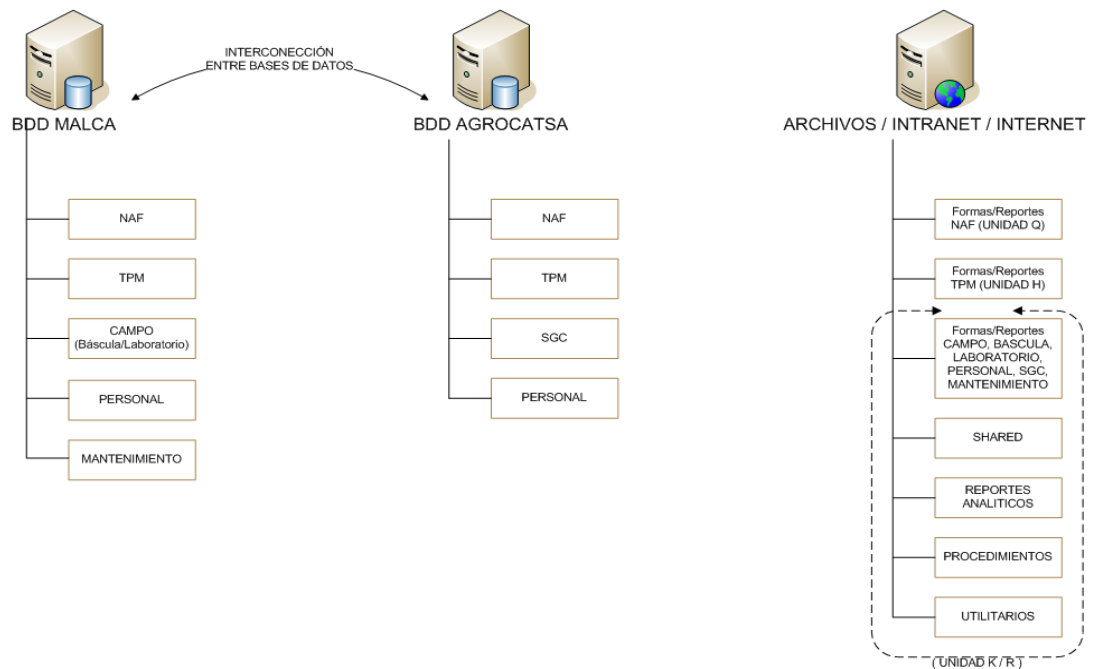 INTERCONECCIÓN
ENTRE BASES DE DATOS
BDD MALCA
NAF
TPM
CAMPO
(Báscula/Laboratorio)
PERSONAL
MANTENIMIENTO
BDD AGROCATSA
NAF
TPM
SGC
PERSONAL
ARCHIVOS / INTRANET / INTERNET
Formas/Reportes
NAF (UNIDAD Q)
Formas/Reportes
TPM (UNIDAD H)
Formas/Reportes
CAMPO, BASCULA,
LABORATORIO,
PERSONAL, SGC,
MANTENIMIENTO
SHARED
REPORTES
ANALITICOS
PROCEDIMIENTOS
UTILITARIOS
( UNIDAD K / R )